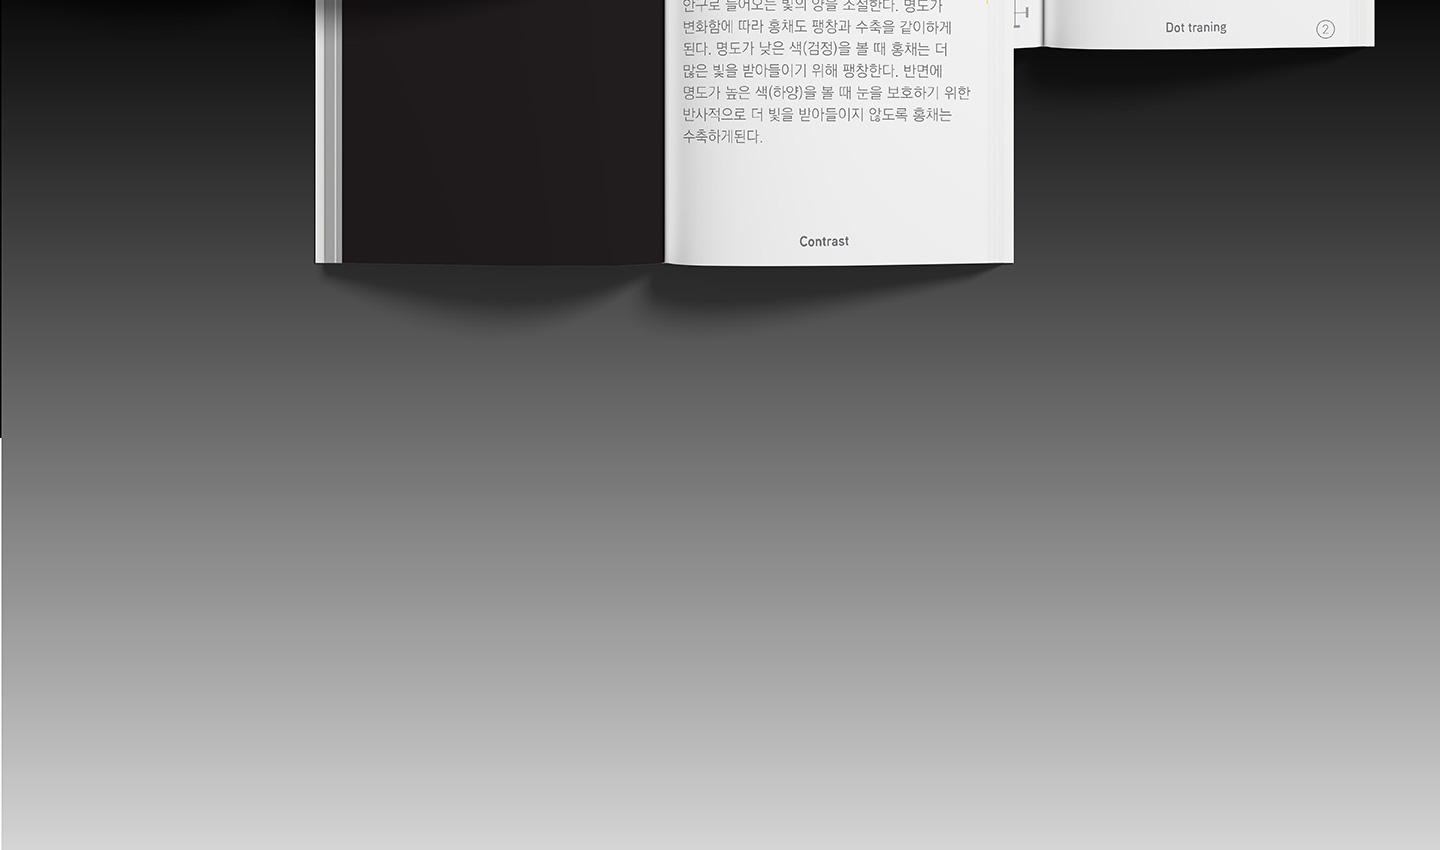 안구로 들어오는 빛의 양을 조절한다. 명도가
변화함에 따라 홍채도 팽창과 수축을 같이하게
된다. 명도가 낮은 색(검정)을 볼 때 홍채는 더
많은 빛을 받아들이기 위해 팽창한다. 반면에
명도가 높은 색(하양)을 볼 때 눈을 보호하기 위한
반사적으로 더 빛을 받아들이지 않도록 홍채는
수축하게된다.
Contrast
Dot traning
2